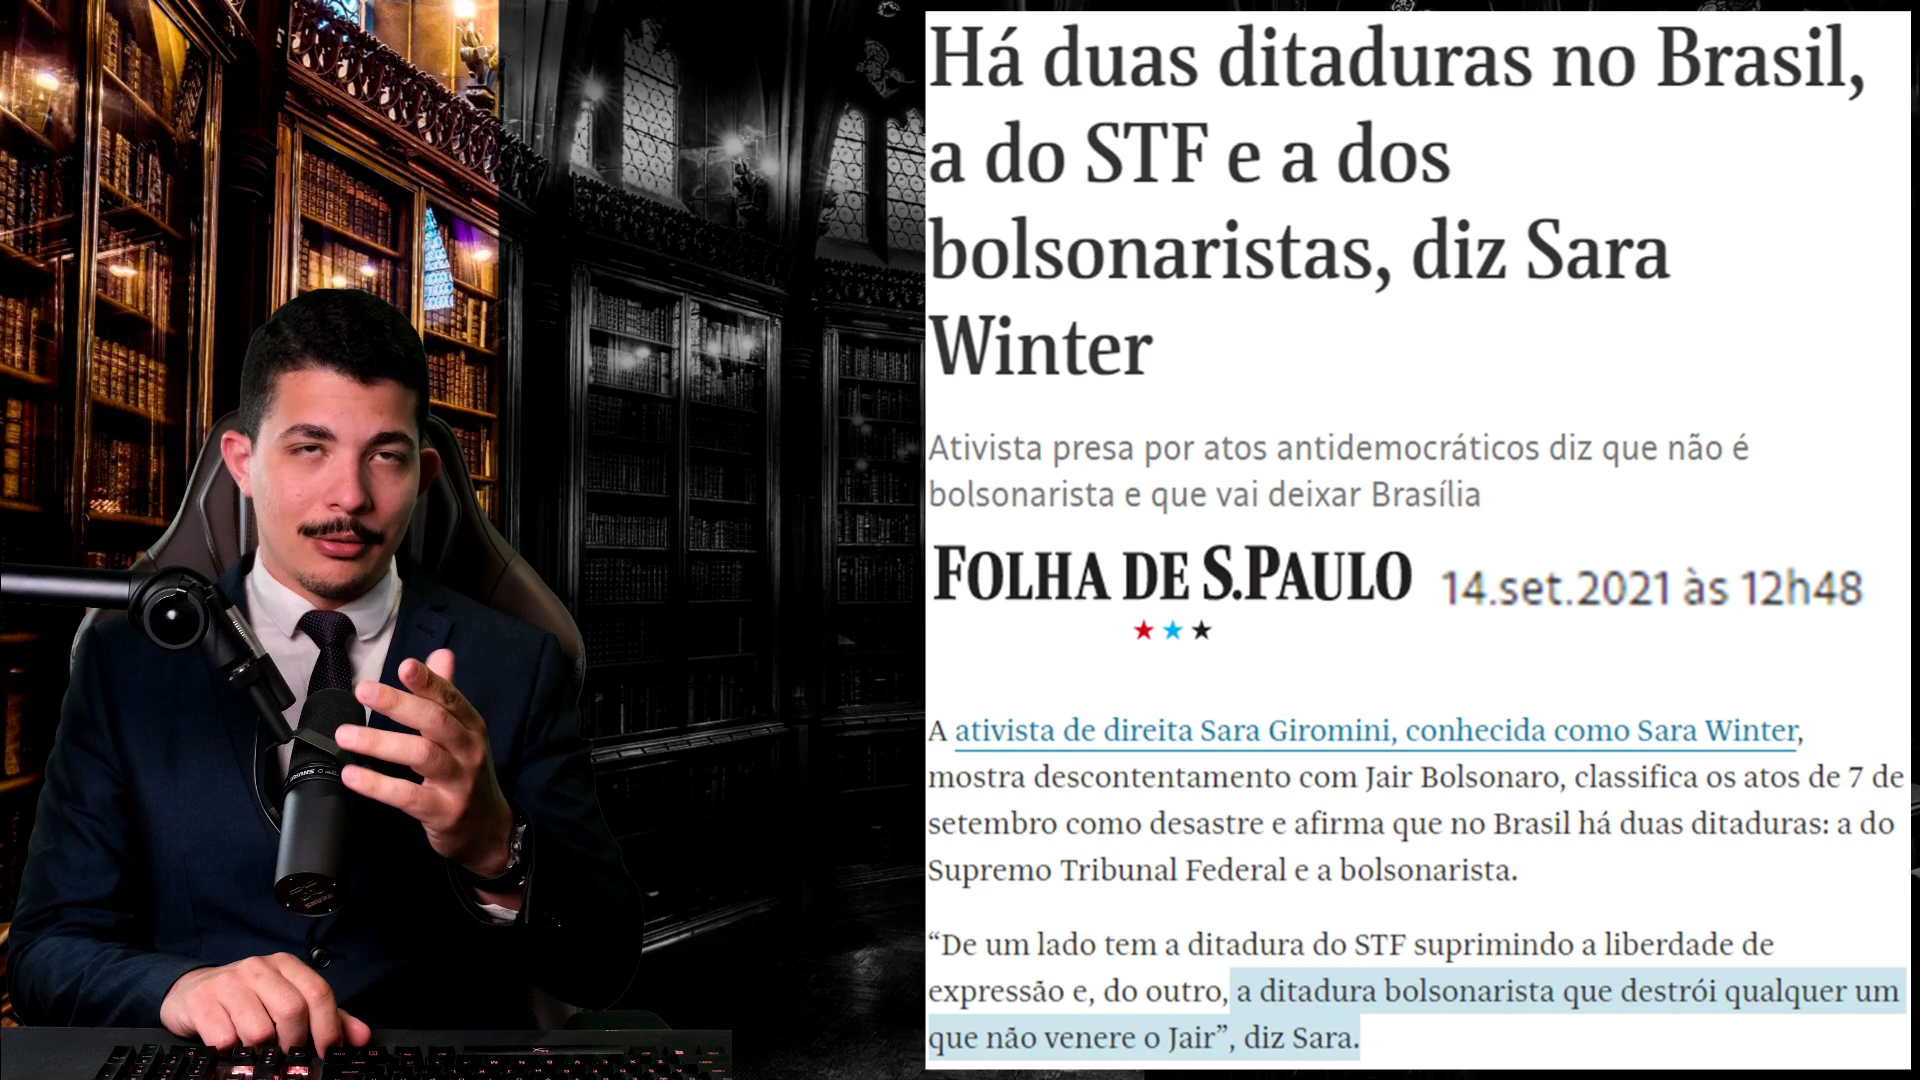 Há duas ditaduras no Brasil,
a do STF e a dos
bolsonaristas, diz Sara
Winter
Ativista presa por atos antidemocráticos diz que não é
bolsonarista e que vai deixar Brasília
FOLHA DE S.PAULO 14.set.2021 às 12h48
A ativista de direita Sara Giromini, conhecida como Sara Winter,
mostra descontentamento com Jair Bolsonaro, classifica os atos de 7 de
setembro como desastre e afirma que no Brasil há duas ditaduras: a do
Supremo Tribunal Federal e a bolsonarista.
“De um lado tem a ditadura do STF suprimindo a liberdade de
expressão e, do outro, a ditadura bolsonarista que destrói qualquer um
que não venere o Jair”, diz Sara.
SHURE
SHURE